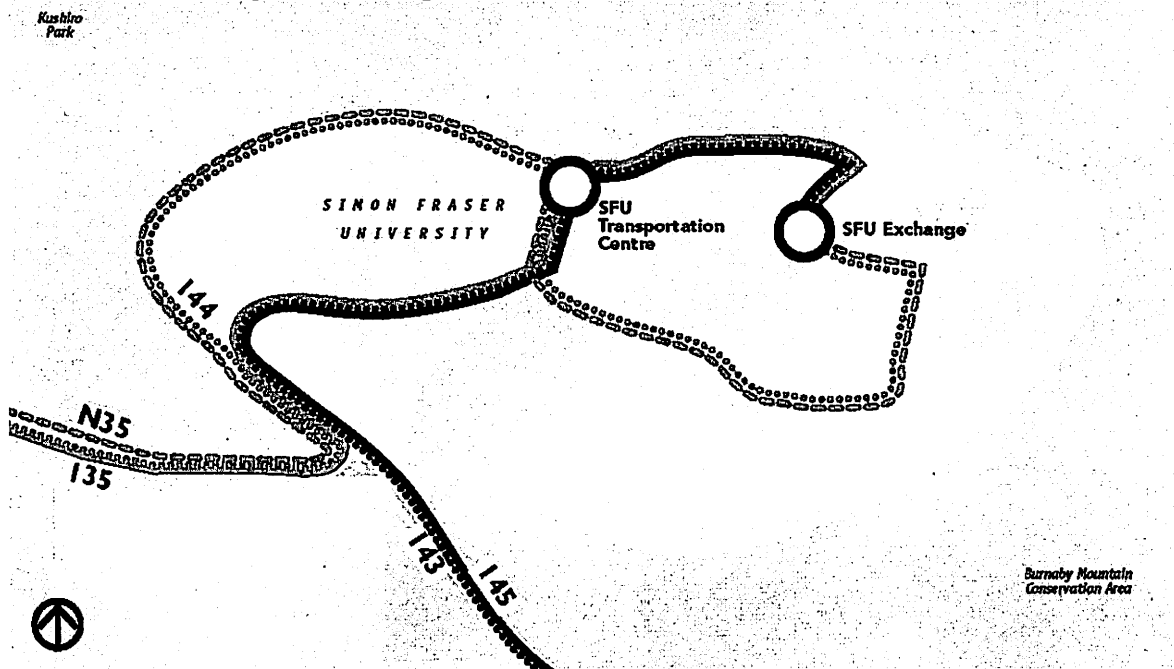 Kushiro
Park
SIMON FRASER
UNIVERSITY
SFU
Transportation
Centre
SFU Exchange
144
N35
135
143
145
Burnaby Mountain
Conservation Area